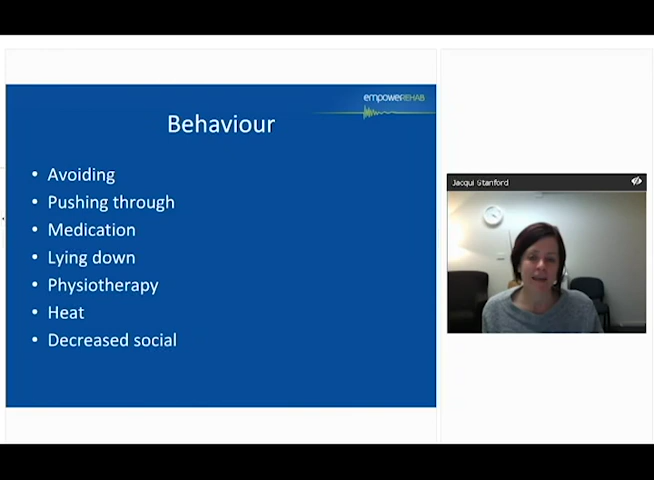 empowerREHAB
Behaviour
• Avoiding
• Pushing through
• Medication
• Lying down
• Physiotherapy
• Heat
• Decreased social
Jacqui Stanford